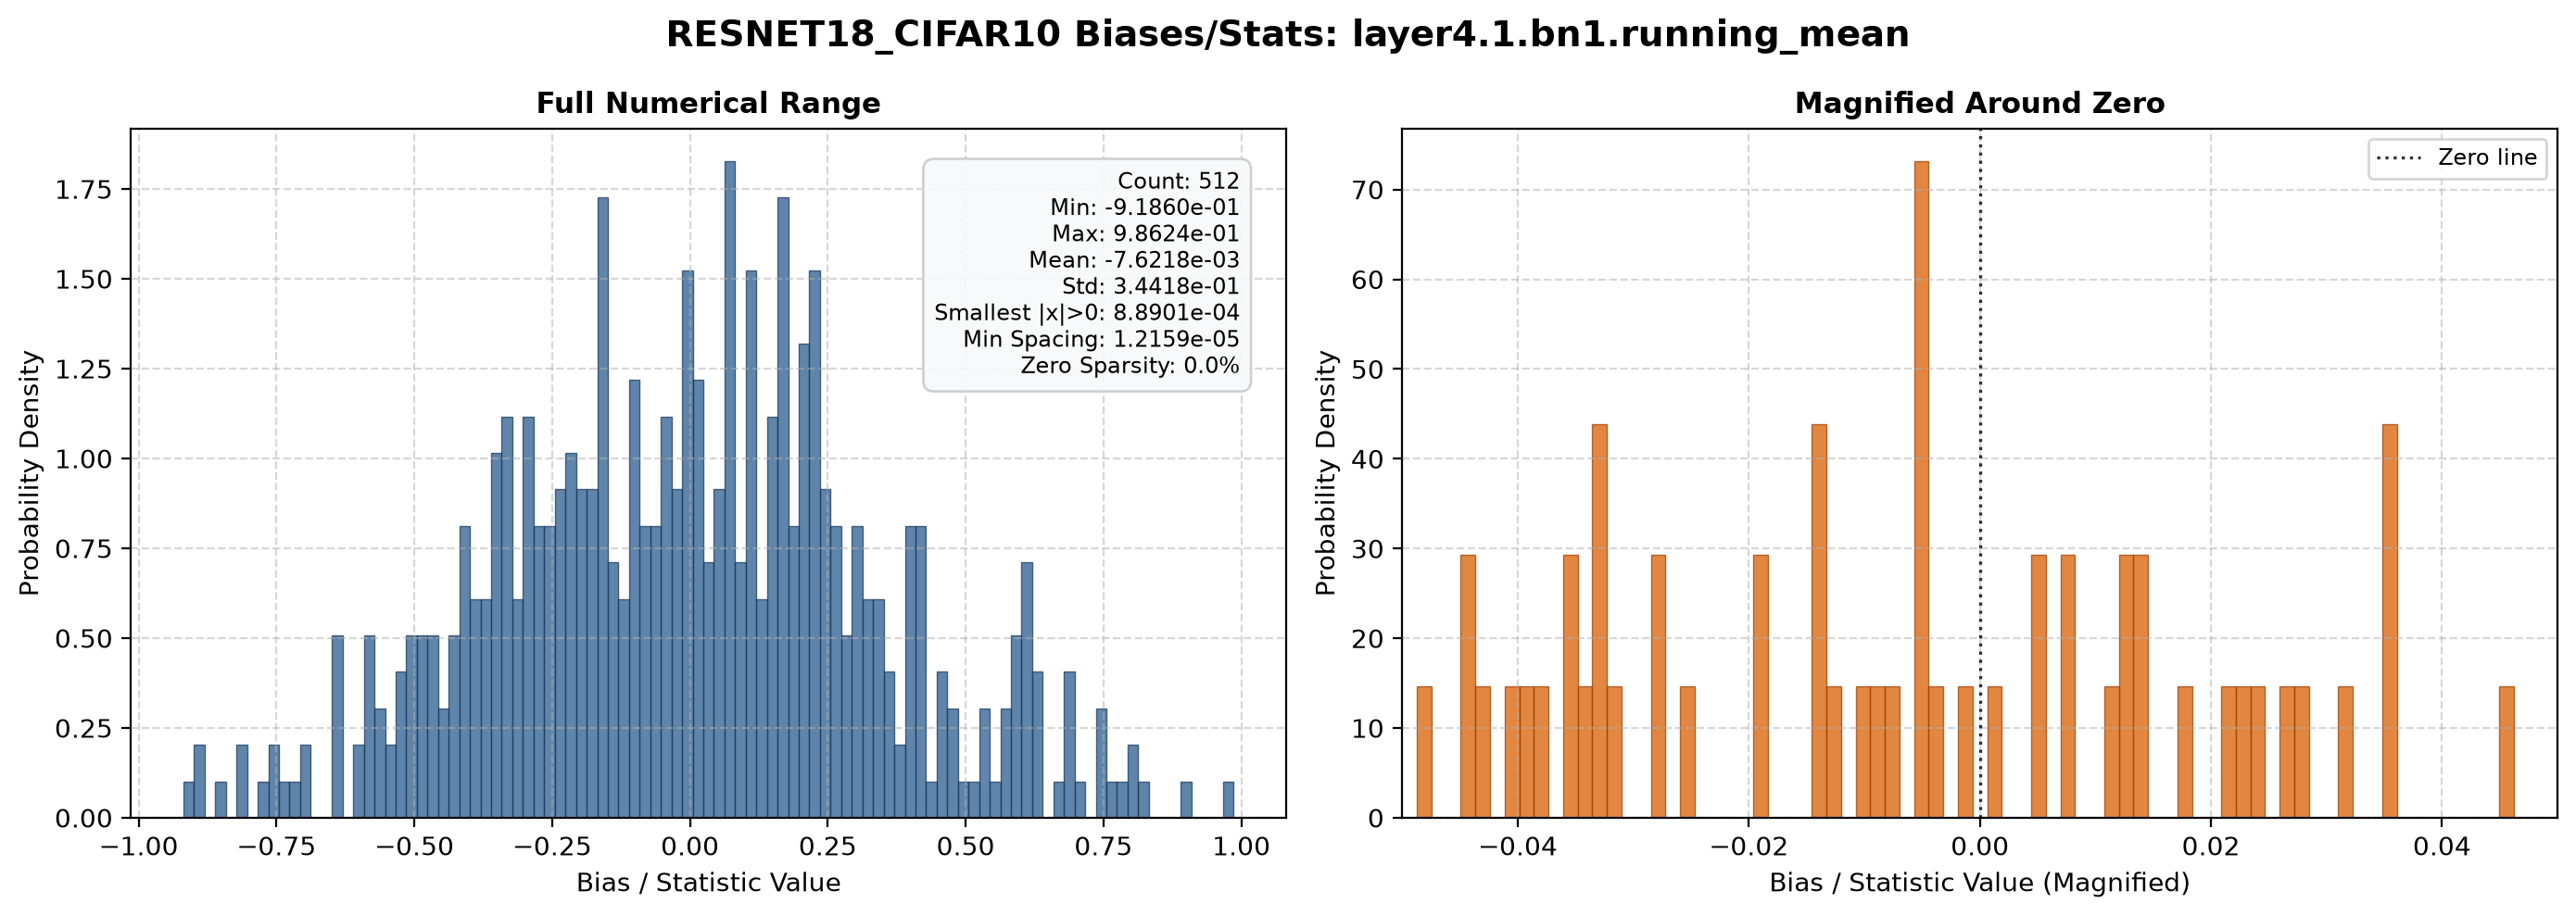 RESNET18_CIFAR10 Biases/Stats: layer4.1.bn1.running_mean
Full Numerical Range
Probability Density
1.75
1.50
1.25
1.00
0.75
0.50
0.25
0.00
Count: 512
Min: -9.1860e-01
Max: 9.8624e-01
Mean: -7.6218e-03
Std: 3.4418e-01
Smallest |x|>0: 8.8901e-04
Min Spacing: 1.2159e-05
Zero Sparsity: 0.0%
−1.00 −0.75 −0.50 −0.25 0.00 0.25 0.50 0.75 1.00
Bias / Statistic Value
Magnified Around Zero
Probability Density
70
60
50
40
30
20
10
0
Zero line
−0.04 −0.02 0.00 0.02 0.04
Bias / Statistic Value (Magnified)